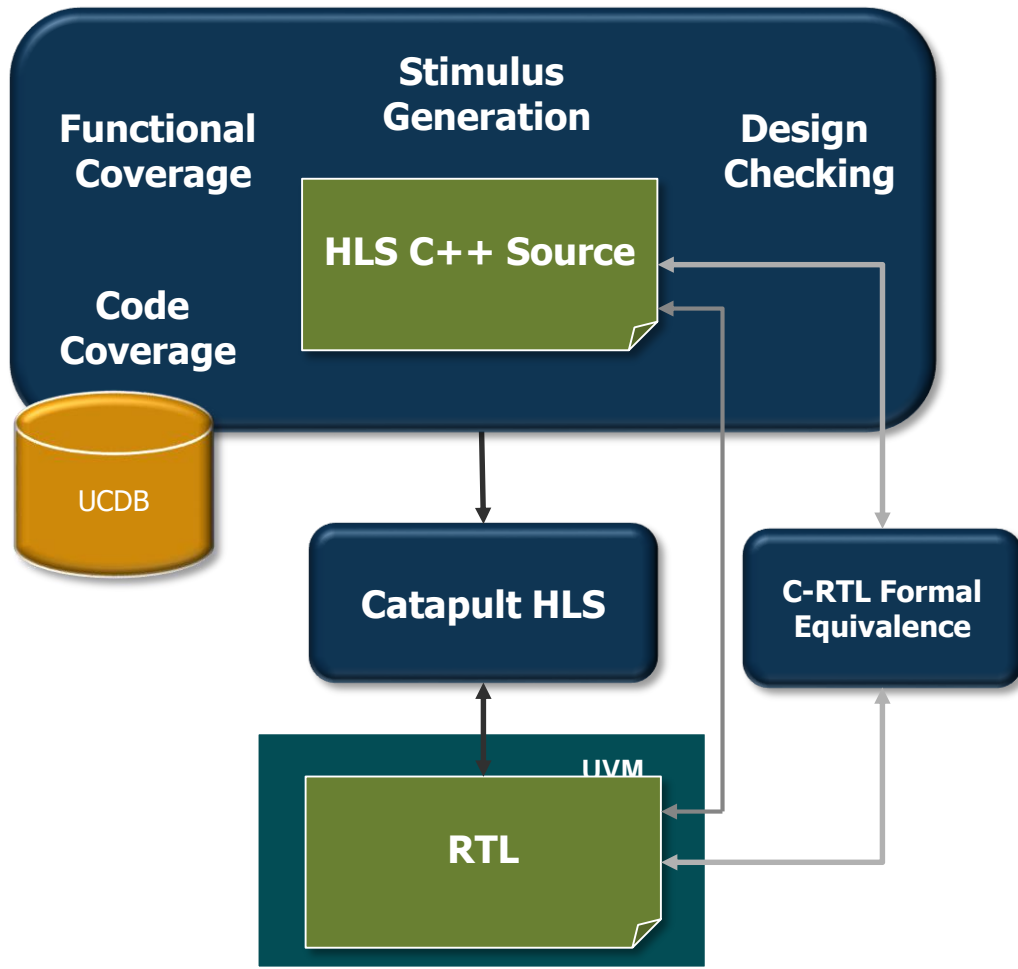 Stimulus
Generation
Functional
Coverage
Design
Checking
HLS C++ Source
Code
Coverage
UCDB
Catapult HLS
C-RTL Formal
Equivalence
UVM
RTL